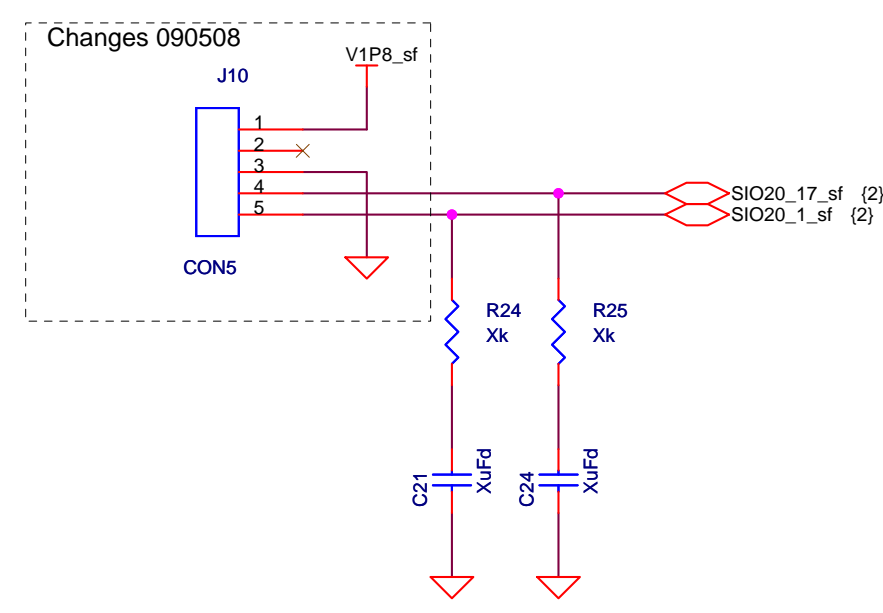 Changes 090508
V1P8_sf
J10
1
2
3
4
5
SIO20_17_sf {2}
SIO20_1_sf {2}
CON5
R24
Xk
R25
Xk
C21
XuFd
C24
XuFd